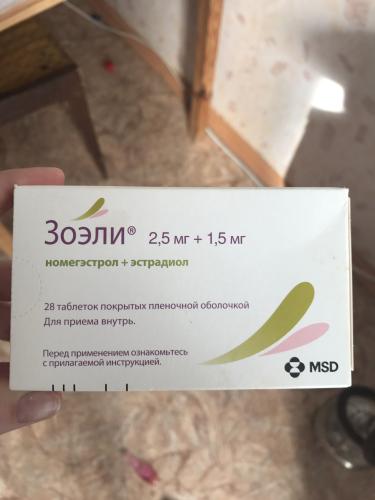 Зоэли® 2,5 мг + 1,5 мг
номегэстрол + эстрадиол
28 таблеток покрытых пленочной оболочкой
Для приема внутрь.
Перед применением ознакомьтесь
с прилагаемой инструкцией.
MSD